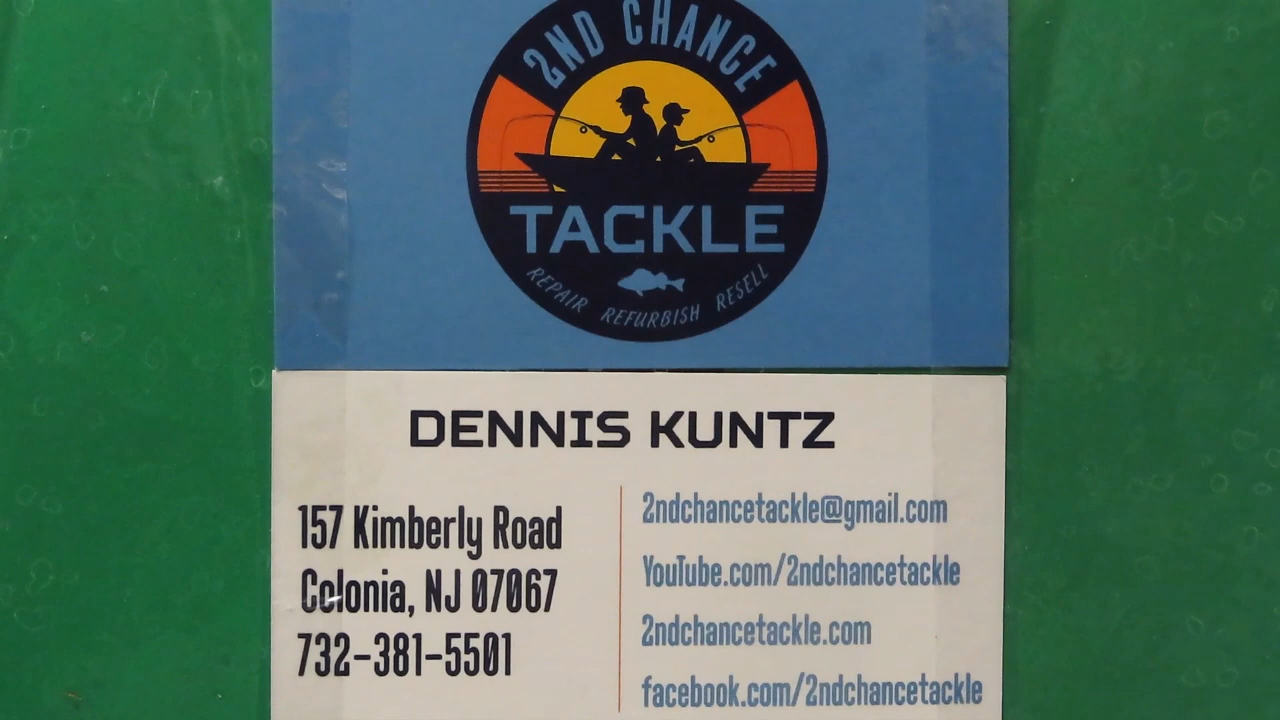 2ND CHANCE
TACKLE
REPAIR REFURBISH RESELL
DENNIS KUNTZ
157 Kimberly Road
Colonia, NJ 07067
732-381-5501
2ndchancetackle@gmail.com
YouTube.com/2ndchancetackle
2ndchancetackle.com
facebook.com/2ndchancetackle